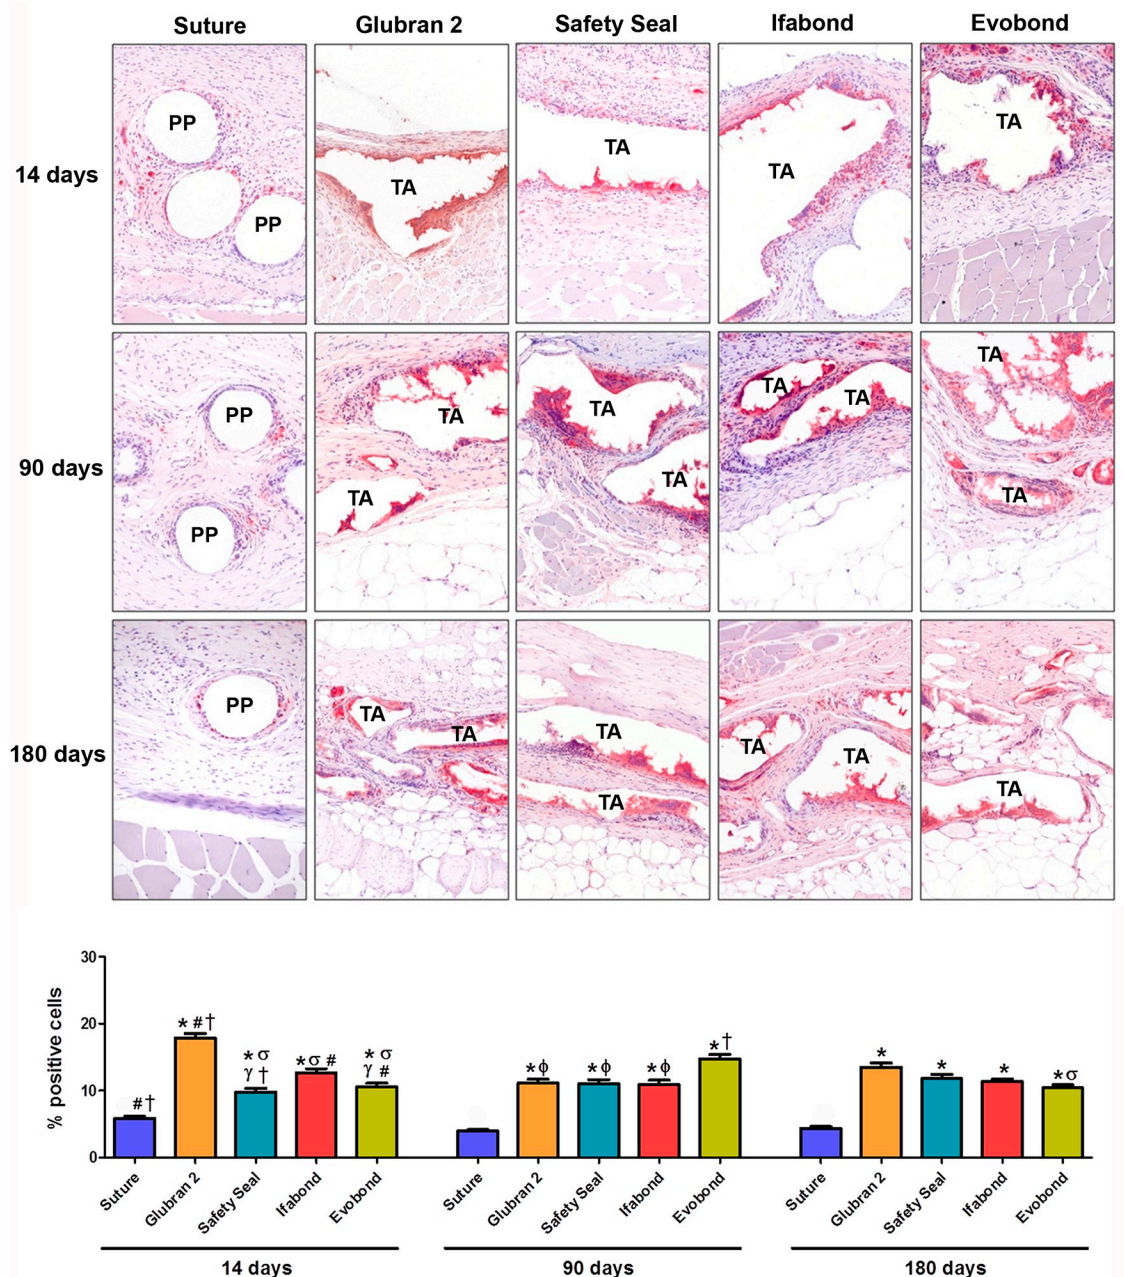 Suture Glubran 2 Safety Seal Ifabond Evobond
14 days
PP
PP
TA
TA
TA
TA
90 days
PP
PP
TA
TA
TA
TA
TA
TA
TA
TA
180 days
PP
TA
TA
TA
TA
TA
TA
TA
% positive cells
30
20
10
0
#†
*#†
*σ
γ†
*σ#
*σ
γ#
*ϕ
*ϕ
*ϕ
*†
*
*
*
*σ
Suture Glubran 2 Safety Seal Ifabond Evobond
Suture Glubran 2 Safety Seal Ifabond Evobond
Suture Glubran 2 Safety Seal Ifabond Evobond
14 days 90 days 180 days